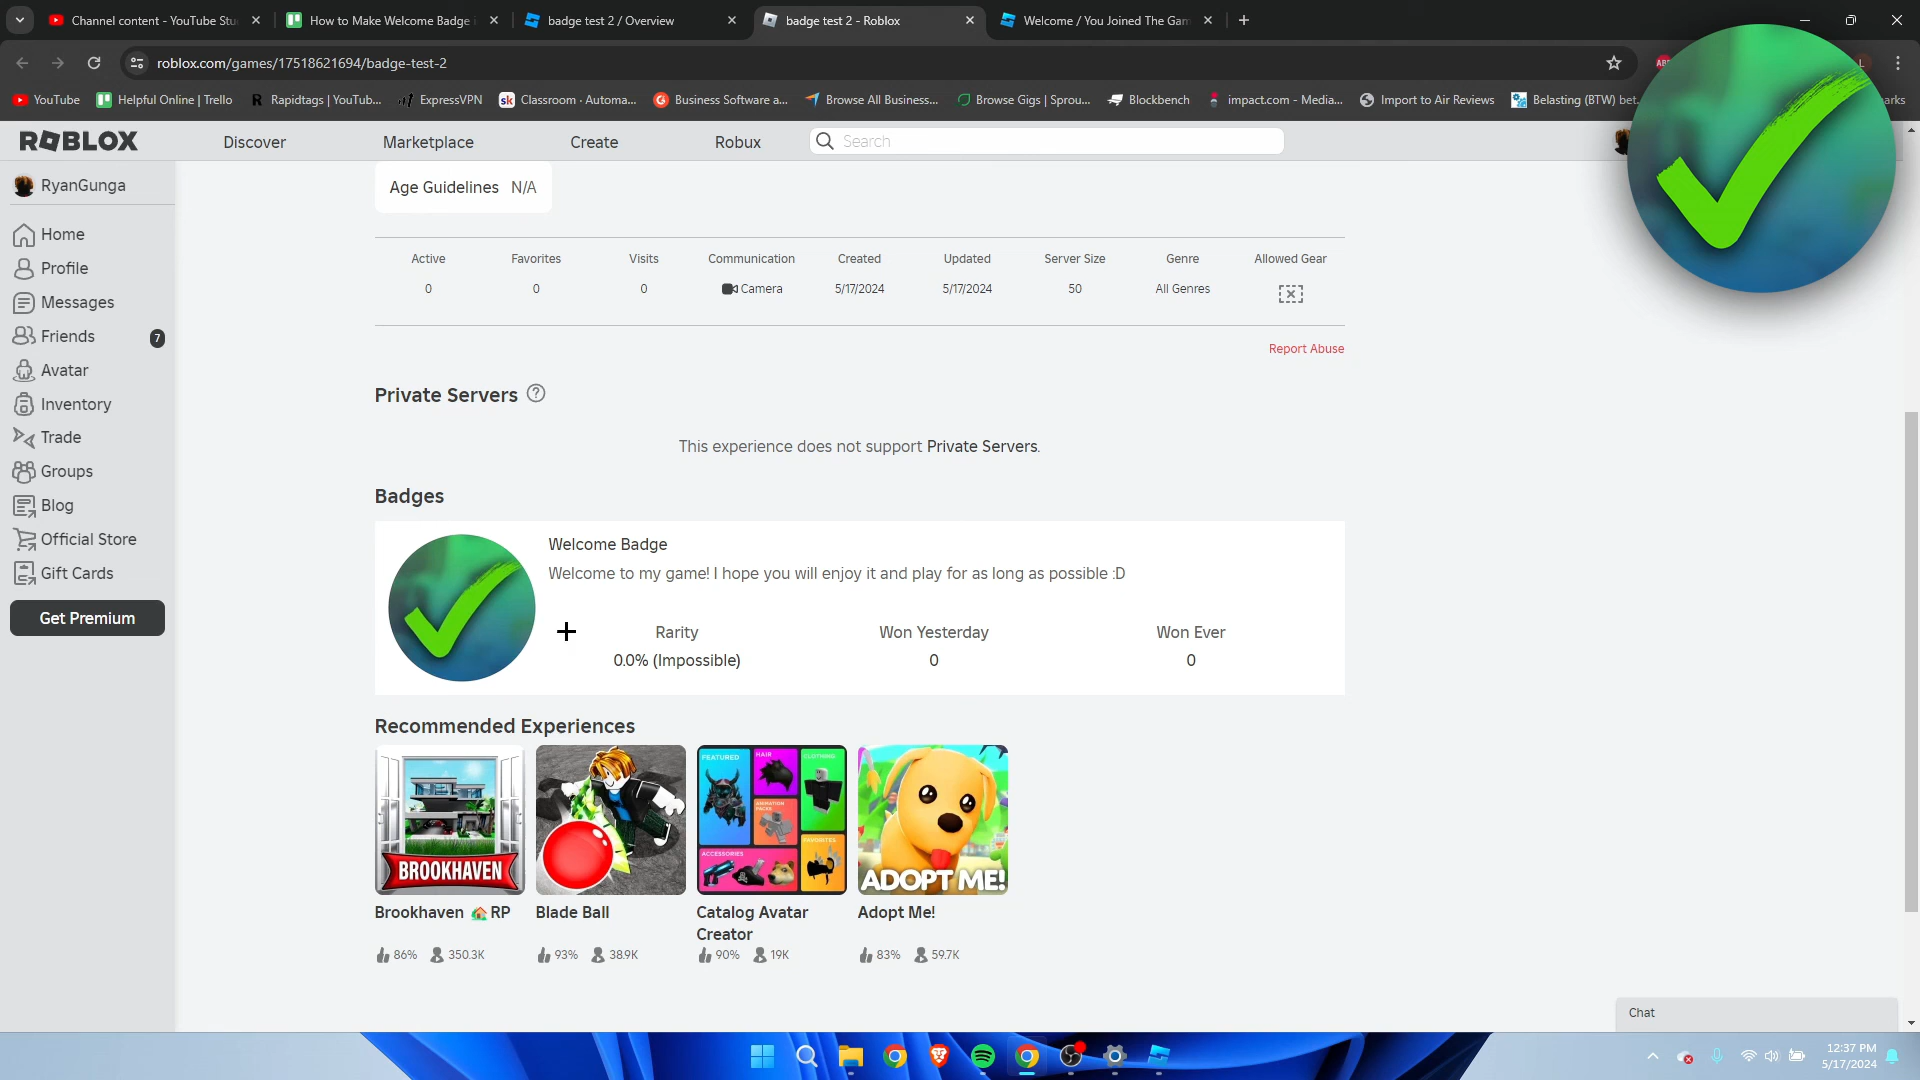 Channel content - YouTube Stu
How to Make Welcome Badge i
badge test 2 / Overview
badge test 2 - Roblox
Welcome / You Joined The Gam
roblox.com/games/17518621694/badge-test-2
YouTube
Helpful Online | Trello
Rapidtags | YouTub...
ExpressVPN
Classroom · Automa...
Business Software a...
Browse All Business...
Browse Gigs | Sprou...
Blockbench
impact.com - Media...
Import to Air Reviews
Belasting (BTW) bet.
arks
ROBLOX
Discover
Marketplace
Create
Robux
Search
RyanGunga
Home
Profile
Messages
Friends 7
Avatar
Inventory
Trade
Groups
Blog
Official Store
Gift Cards
Get Premium
Age Guidelines N/A
Active Favorites Visits Communication Created Updated Server Size Genre Allowed Gear
0 0 0 Camera 5/17/2024 5/17/2024 50 All Genres
Report Abuse
Private Servers ?
This experience does not support Private Servers.
Badges
Welcome Badge
Welcome to my game! I hope you will enjoy it and play for as long as possible :D
Rarity Won Yesterday Won Ever
0.0% (Impossible) 0 0
Recommended Experiences
BROOKHAVEN
FEATURED
HAIR
CLOTHING
ANIMATION
PACKS
ACCESSORIES
FAVORITES
ADOPT ME!
Brookhaven 🏠RP
Blade Ball
Catalog Avatar
Creator
Adopt Me!
86% 350.3K
93% 38.9K
90% 19K
83% 59.7K
Chat
12:37 PM
5/17/2024